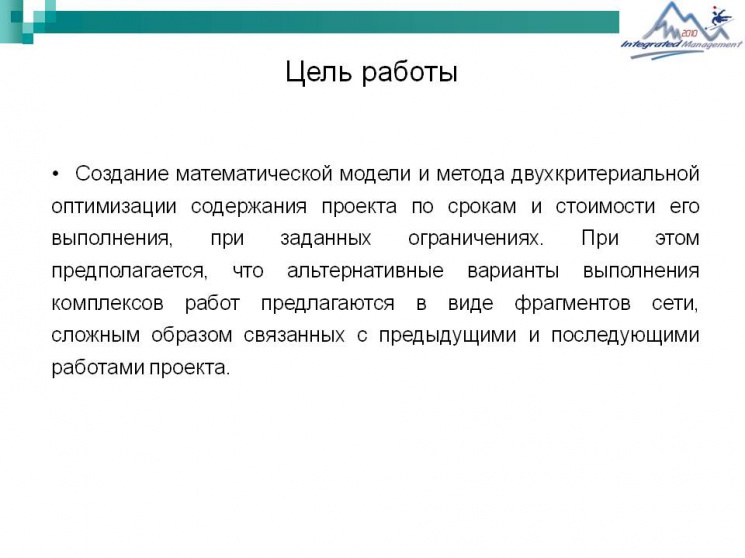 2010
Integrated Management
Цель работы
• Создание математической модели и метода двухкритериальной
оптимизации содержания проекта по срокам и стоимости его
выполнения, при заданных ограничениях. При этом
предполагается, что альтернативные варианты выполнения
комплексов работ предлагаются в виде фрагментов сети,
сложным образом связанных с предыдущими и последующими
работами проекта.